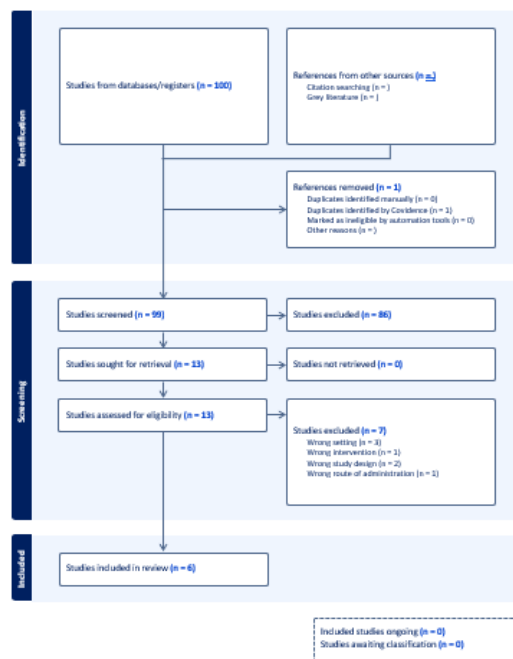 Identification
Studies from databases/registers (n = 100)
References from other sources (n = )
Citation searching (n = )
Grey literature (n = )
References removed (n = 1)
Duplicates identified manually (n = 0)
Duplicates identified by Covidence (n = 1)
Marked as ineligible by automation tools (n = 0)
Other reasons (n = )
Screening
Studies screened (n = 99)
Studies excluded (n = 86)
Studies sought for retrieval (n = 13)
Studies not retrieved (n = 0)
Studies assessed for eligibility (n = 13)
Studies excluded (n = 7)
Wrong setting (n = 3)
Wrong intervention (n = 1)
Wrong study design (n = 2)
Wrong route of administration (n = 1)
Included
Studies included in review (n = 6)
Included studies ongoing (n = 0)
Studies awaiting classification (n = 0)